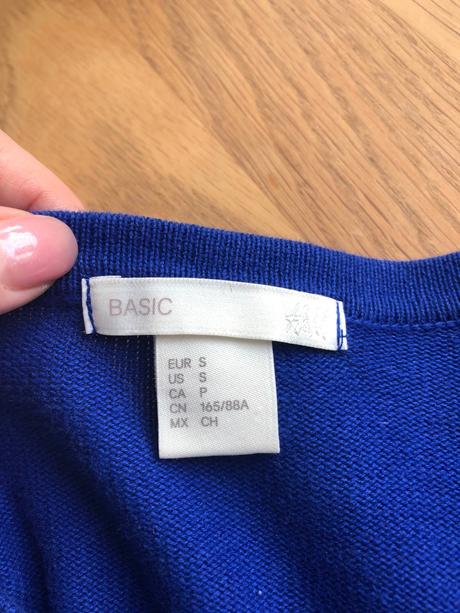 BASIC
EUR S
US S
CA P
CN 165/88A
MX CH